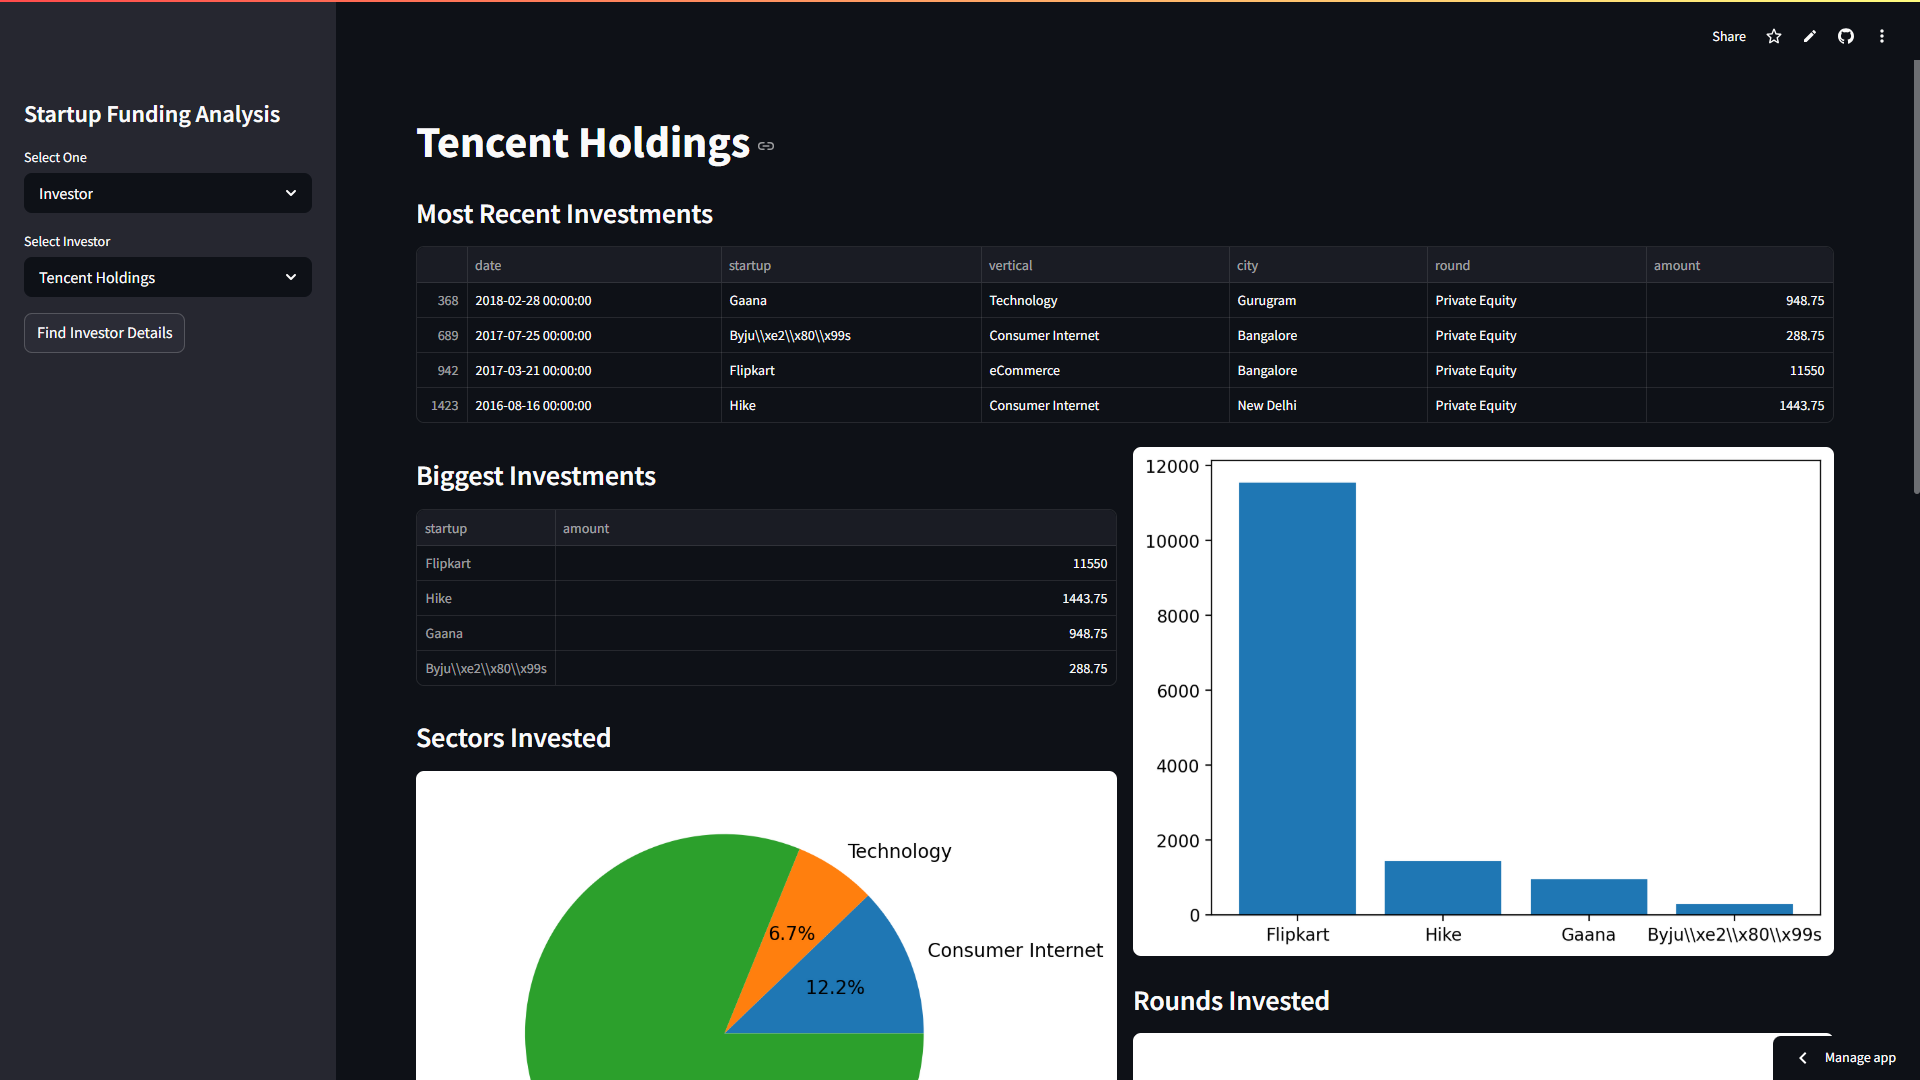 Share
Startup Funding Analysis
Select One
Investor
Select Investor
Tencent Holdings
Find Investor Details
Tencent Holdings
Most Recent Investments
date startup vertical city round amount
368 2018-02-28 00:00:00 Gaana Technology Gurugram Private Equity 948.75
689 2017-07-25 00:00:00 Byju\\xe2\\x80\\x99s Consumer Internet Bangalore Private Equity 288.75
942 2017-03-21 00:00:00 Flipkart eCommerce Bangalore Private Equity 11550
1423 2016-08-16 00:00:00 Hike Consumer Internet New Delhi Private Equity 1443.75
Biggest Investments
startup amount
Flipkart 11550
Hike 1443.75
Gaana 948.75
Byju\\xe2\\x80\\x99s 288.75
12000
10000
8000
6000
4000
2000
0
Flipkart Hike Gaana Byju\\xe2\\x80\\x99s
Sectors Invested
Technology
6.7%
Consumer Internet
12.2%
Rounds Invested
Manage app